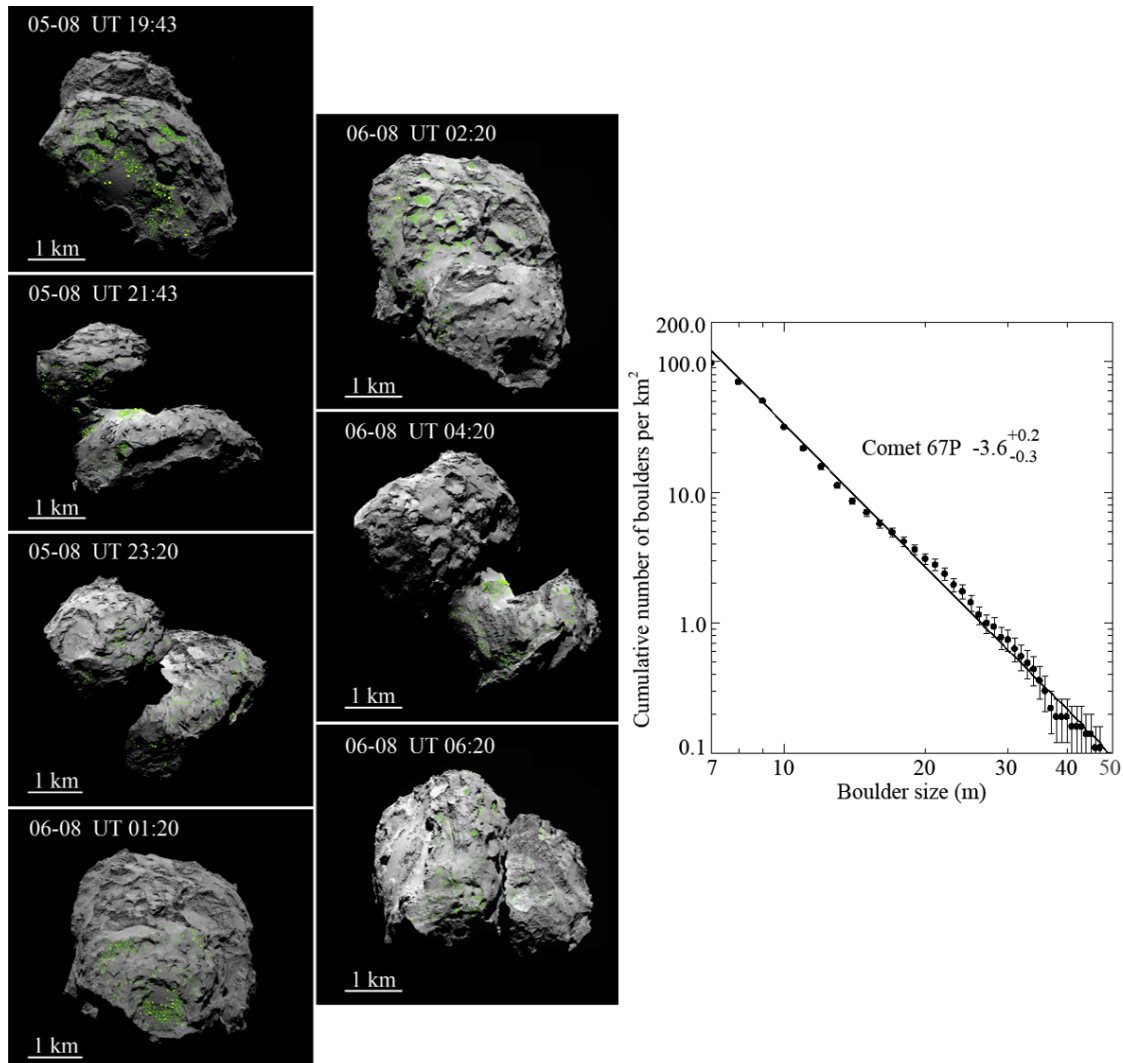 05-08 UT 19:43
1 km
05-08 UT 21:43
1 km
05-08 UT 23:20
1 km
06-08 UT 01:20
1 km
06-08 UT 02:20
1 km
06-08 UT 04:20
1 km
06-08 UT 06:20
1 km
Cumulative number of boulders per km²
200.0
100.0
10.0
1.0
0.1
Comet 67P -3.6 +0.2 -0.3
7 10 20 30 40 50
Boulder size (m)